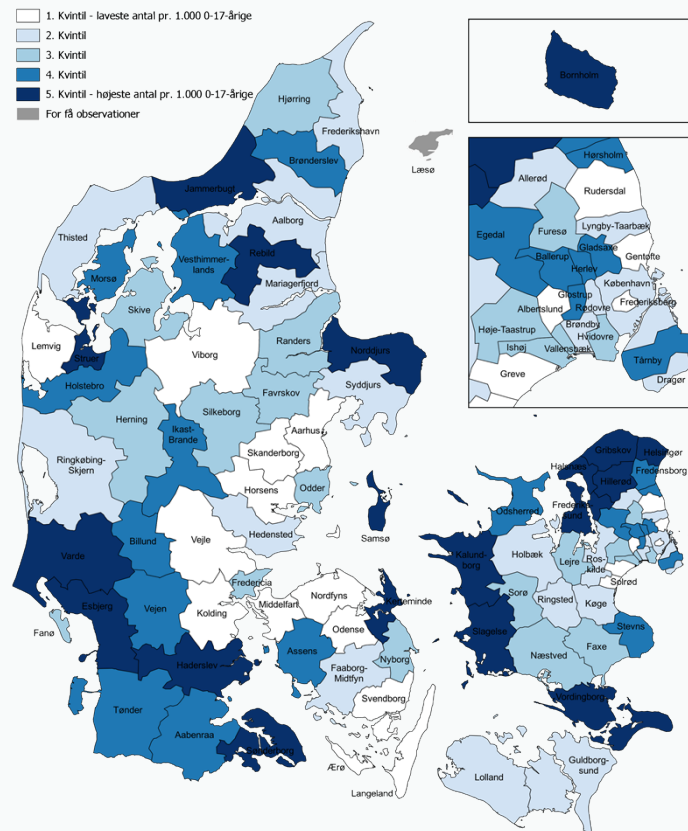 1. Kvintil - laveste antal pr. 1.000 0-17-årige
2. Kvintil
3. Kvintil
4. Kvintil
5. Kvintil - højeste antal pr. 1.000 0-17-årige
For få observationer
Hjørring
Frederikshavn
Brønderslev
Læsø
Jammerbugt
Thisted
Aalborg
Vesthimmer-
lands
Rebild
Morsø
Mariagerfjord
Skive
Lemvig
Struer
Viborg
Randers
Norddjurs
Holstebro
Favrskov
Syddjurs
Herning
Silkeborg
Ikast-
Brande
Aarhus
Skanderborg
Ringkøbing-
Skjern
Horsens
Odder
Samsø
Hedensted
Varde
Billund
Vejle
Fredericia
Esbjerg
Vejen
Kolding
Middelfart
Nordfyns
Kerteminde
Fanø
Odense
Haderslev
Assens
Nyborg
Faaborg-
Midtfyn
Svendborg
Tønder
Aabenraa
Sønderborg
Ærø
Langeland
Bornholm
Hørsholm
Allerød
Rudersdal
Egedal
Furesø
Lyngby-Taarbæk
Gladsaxe
Ballerup
Gentofte
Herlev
København
Glostrup
Rødovre
Frederiksberg
Albertslund
Brøndby
Høje-Taastrup
Hvidovre
Ishøj
Vallensbæk
Tårnby
Greve
Dragør
Gribskov
Helsingør
Halsnæs
Fredensborg
Hillerød
Frederiks-
sund
Odsherred
Kalund-
borg
Holbæk
Lejre
Ros-
kilde
Solrød
Sorø
Ringsted
Køge
Slagelse
Stevns
Næstved
Faxe
Vordingborg
Guldborg-
sund
Lolland